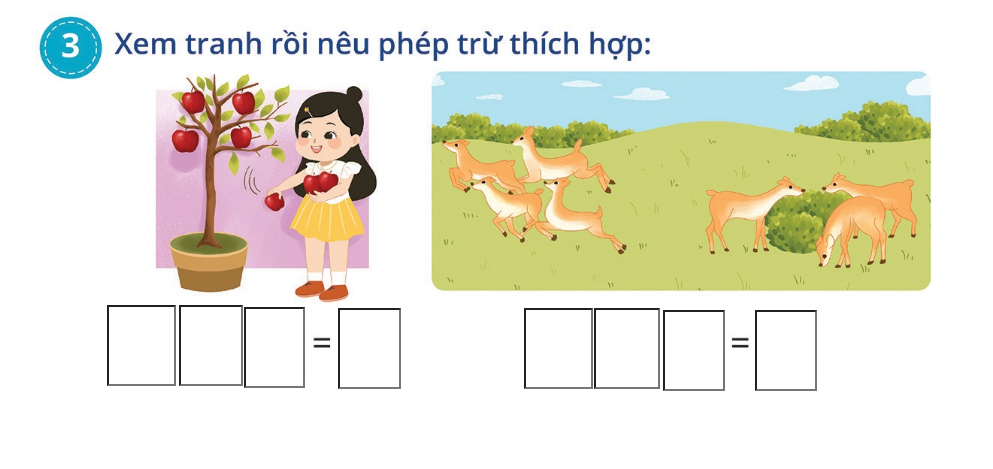 3 Xem tranh rồi nêu phép trừ thích hợp:
= =